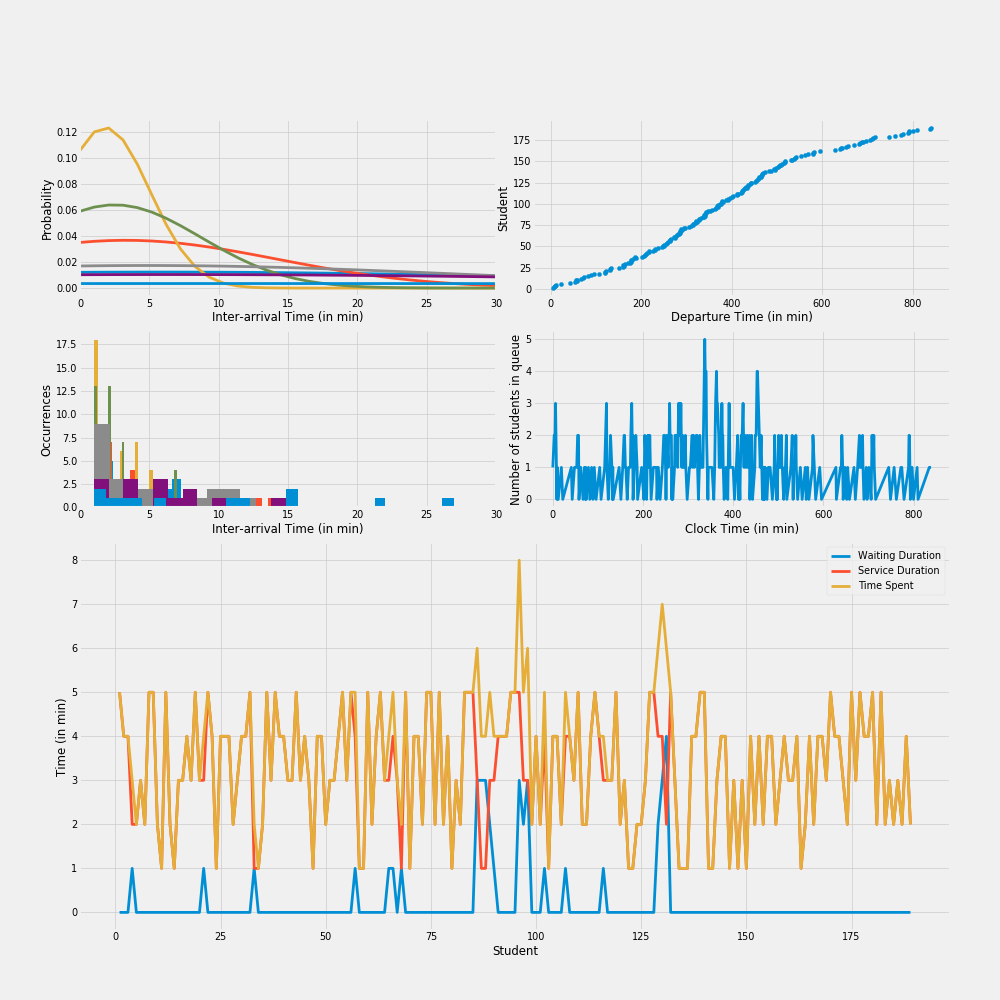 0.12
0.10
0.08
0.06
0.04
0.02
0.00
Probability
0 5 10 15 20 25 30
Inter-arrival Time (in min)
175
150
125
100
75
50
25
0
Student
0 200 400 600 800
Departure Time (in min)
17.5
15.0
12.5
10.0
7.5
5.0
2.5
0.0
Occurrences
0 5 10 15 20 25 30
Inter-arrival Time (in min)
5
4
3
2
1
0
Number of students in queue
0 200 400 600 800
Clock Time (in min)
Waiting Duration
Service Duration
Time Spent
8
7
6
5
4
3
2
1
0
Time (in min)
0 25 50 75 100 125 150 175
Student